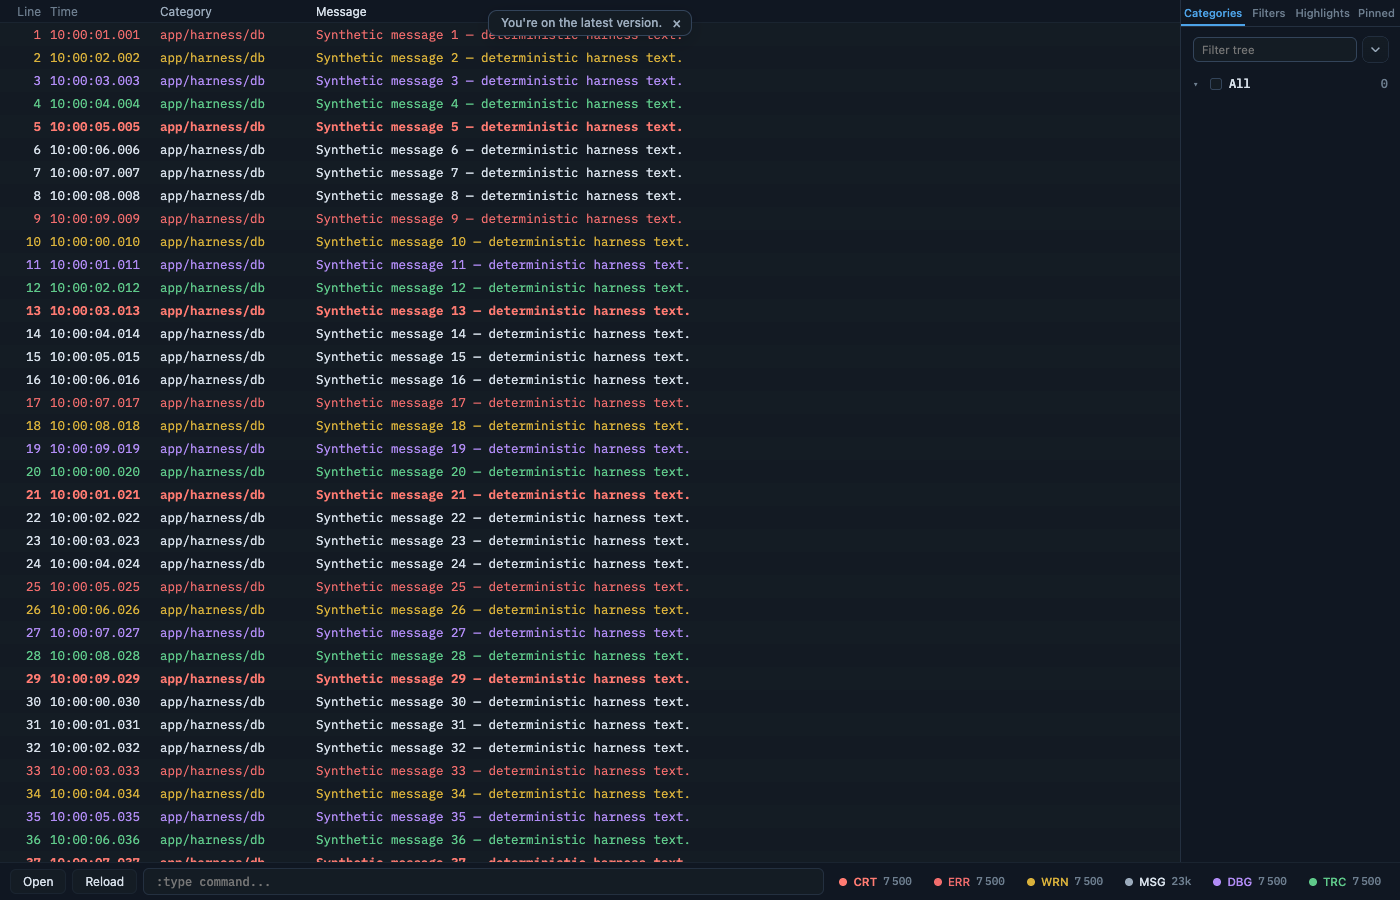 Line Time Category Message
You're on the latest version. ×
1 10:00:01.001 app/harness/db Synthetic message 1 — deterministic harness text.
2 10:00:02.002 app/harness/db Synthetic message 2 — deterministic harness text.
3 10:00:03.003 app/harness/db Synthetic message 3 — deterministic harness text.
4 10:00:04.004 app/harness/db Synthetic message 4 — deterministic harness text.
5 10:00:05.005 app/harness/db Synthetic message 5 — deterministic harness text.
6 10:00:06.006 app/harness/db Synthetic message 6 — deterministic harness text.
7 10:00:07.007 app/harness/db Synthetic message 7 — deterministic harness text.
8 10:00:08.008 app/harness/db Synthetic message 8 — deterministic harness text.
9 10:00:09.009 app/harness/db Synthetic message 9 — deterministic harness text.
10 10:00:00.010 app/harness/db Synthetic message 10 — deterministic harness text.
11 10:00:01.011 app/harness/db Synthetic message 11 — deterministic harness text.
12 10:00:02.012 app/harness/db Synthetic message 12 — deterministic harness text.
13 10:00:03.013 app/harness/db Synthetic message 13 — deterministic harness text.
14 10:00:04.014 app/harness/db Synthetic message 14 — deterministic harness text.
15 10:00:05.015 app/harness/db Synthetic message 15 — deterministic harness text.
16 10:00:06.016 app/harness/db Synthetic message 16 — deterministic harness text.
17 10:00:07.017 app/harness/db Synthetic message 17 — deterministic harness text.
18 10:00:08.018 app/harness/db Synthetic message 18 — deterministic harness text.
19 10:00:09.019 app/harness/db Synthetic message 19 — deterministic harness text.
20 10:00:00.020 app/harness/db Synthetic message 20 — deterministic harness text.
21 10:00:01.021 app/harness/db Synthetic message 21 — deterministic harness text.
22 10:00:02.022 app/harness/db Synthetic message 22 — deterministic harness text.
23 10:00:03.023 app/harness/db Synthetic message 23 — deterministic harness text.
24 10:00:04.024 app/harness/db Synthetic message 24 — deterministic harness text.
25 10:00:05.025 app/harness/db Synthetic message 25 — deterministic harness text.
26 10:00:06.026 app/harness/db Synthetic message 26 — deterministic harness text.
27 10:00:07.027 app/harness/db Synthetic message 27 — deterministic harness text.
28 10:00:08.028 app/harness/db Synthetic message 28 — deterministic harness text.
29 10:00:09.029 app/harness/db Synthetic message 29 — deterministic harness text.
30 10:00:00.030 app/harness/db Synthetic message 30 — deterministic harness text.
31 10:00:01.031 app/harness/db Synthetic message 31 — deterministic harness text.
32 10:00:02.032 app/harness/db Synthetic message 32 — deterministic harness text.
33 10:00:03.033 app/harness/db Synthetic message 33 — deterministic harness text.
34 10:00:04.034 app/harness/db Synthetic message 34 — deterministic harness text.
35 10:00:05.035 app/harness/db Synthetic message 35 — deterministic harness text.
36 10:00:06.036 app/harness/db Synthetic message 36 — deterministic harness text.
37 10:00:07.037 app/harness/db Synthetic message 37 — deterministic harness text.
Categories Filters Highlights Pinned
Filter tree
All 0
Open Reload :type command... CRT 7 500 ERR 7 500 WRN 7 500 MSG 23k DBG 7 500 TRC 7 500